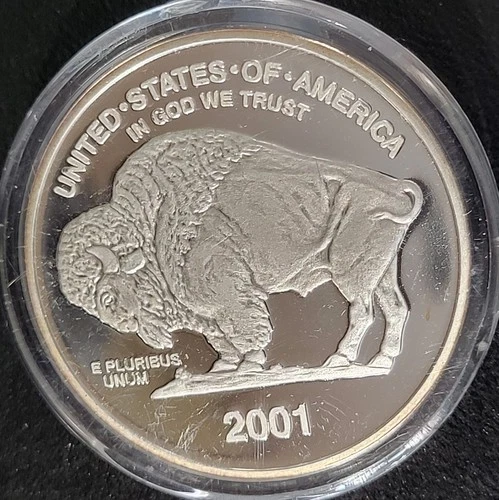 UNITED·STATES·OF·AMERICA
IN GOD WE TRUST
E PLURIBUS
UNUM
2001